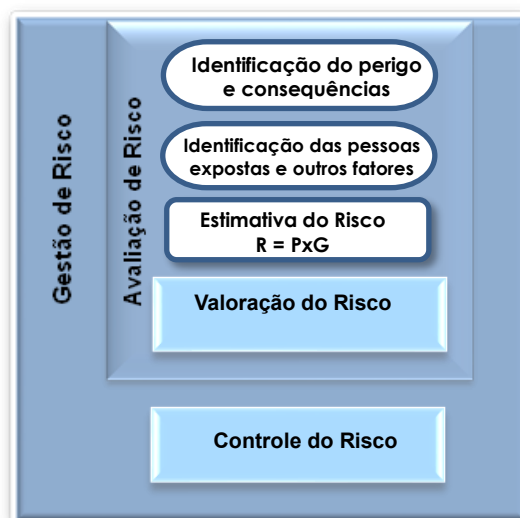 Gestão de Risco
Avaliação de Risco
Identificação do perigo
e consequências
Identificação das pessoas
expostas e outros fatores
Estimativa do Risco
R = PxG
Valoração do Risco
Controle do Risco